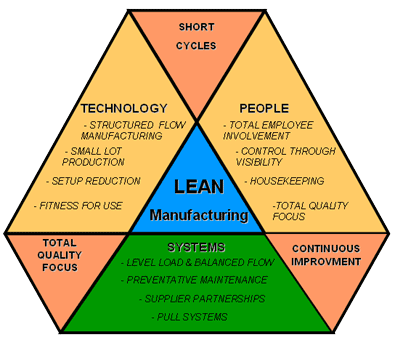 SHORT
CYCLES
TECHNOLOGY
- STRUCTURED FLOW
MANUFACTURING
- SMALL LOT
PRODUCTION
- SETUP REDUCTION
- FITNESS FOR USE
PEOPLE
- TOTAL EMPLOYEE
INVOLVEMENT
- CONTROL THROUGH
VISIBILITY
- HOUSEKEEPING
-TOTAL QUALITY
FOCUS
LEAN
Manufacturing
TOTAL
QUALITY
FOCUS
SYSTEMS
- LEVEL LOAD & BALANCED FLOW
- PREVENTATIVE MAINTENANCE
- SUPPLIER PARTNERSHIPS
- PULL SYSTEMS
CONTINUOUS
IMPROVMENT